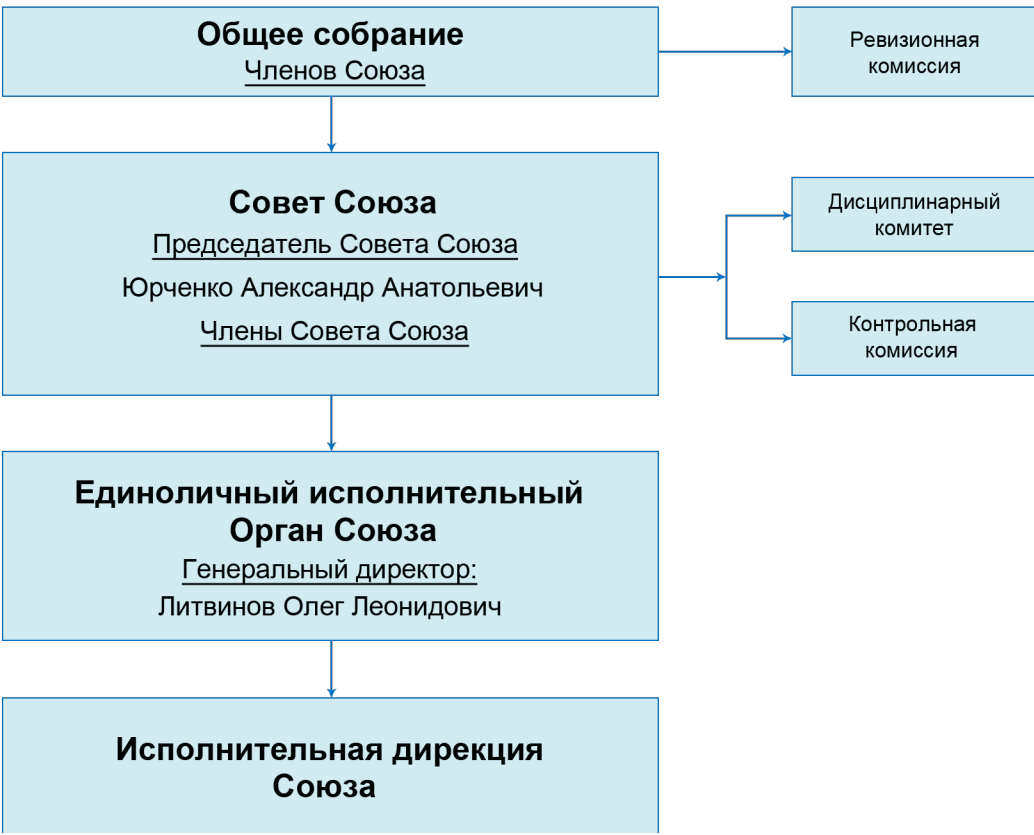 Общее собрание
Членов Союза
Ревизионная
комиссия
Совет Союза
Председатель Совета Союза
Юрченко Александр Анатольевич
Члены Совета Союза
Дисциплинарный
комитет
Контрольная
комиссия
Единоличный исполнительный
Орган Союза
Генеральный директор:
Литвинов Олег Леонидович
Исполнительная дирекция
Союза